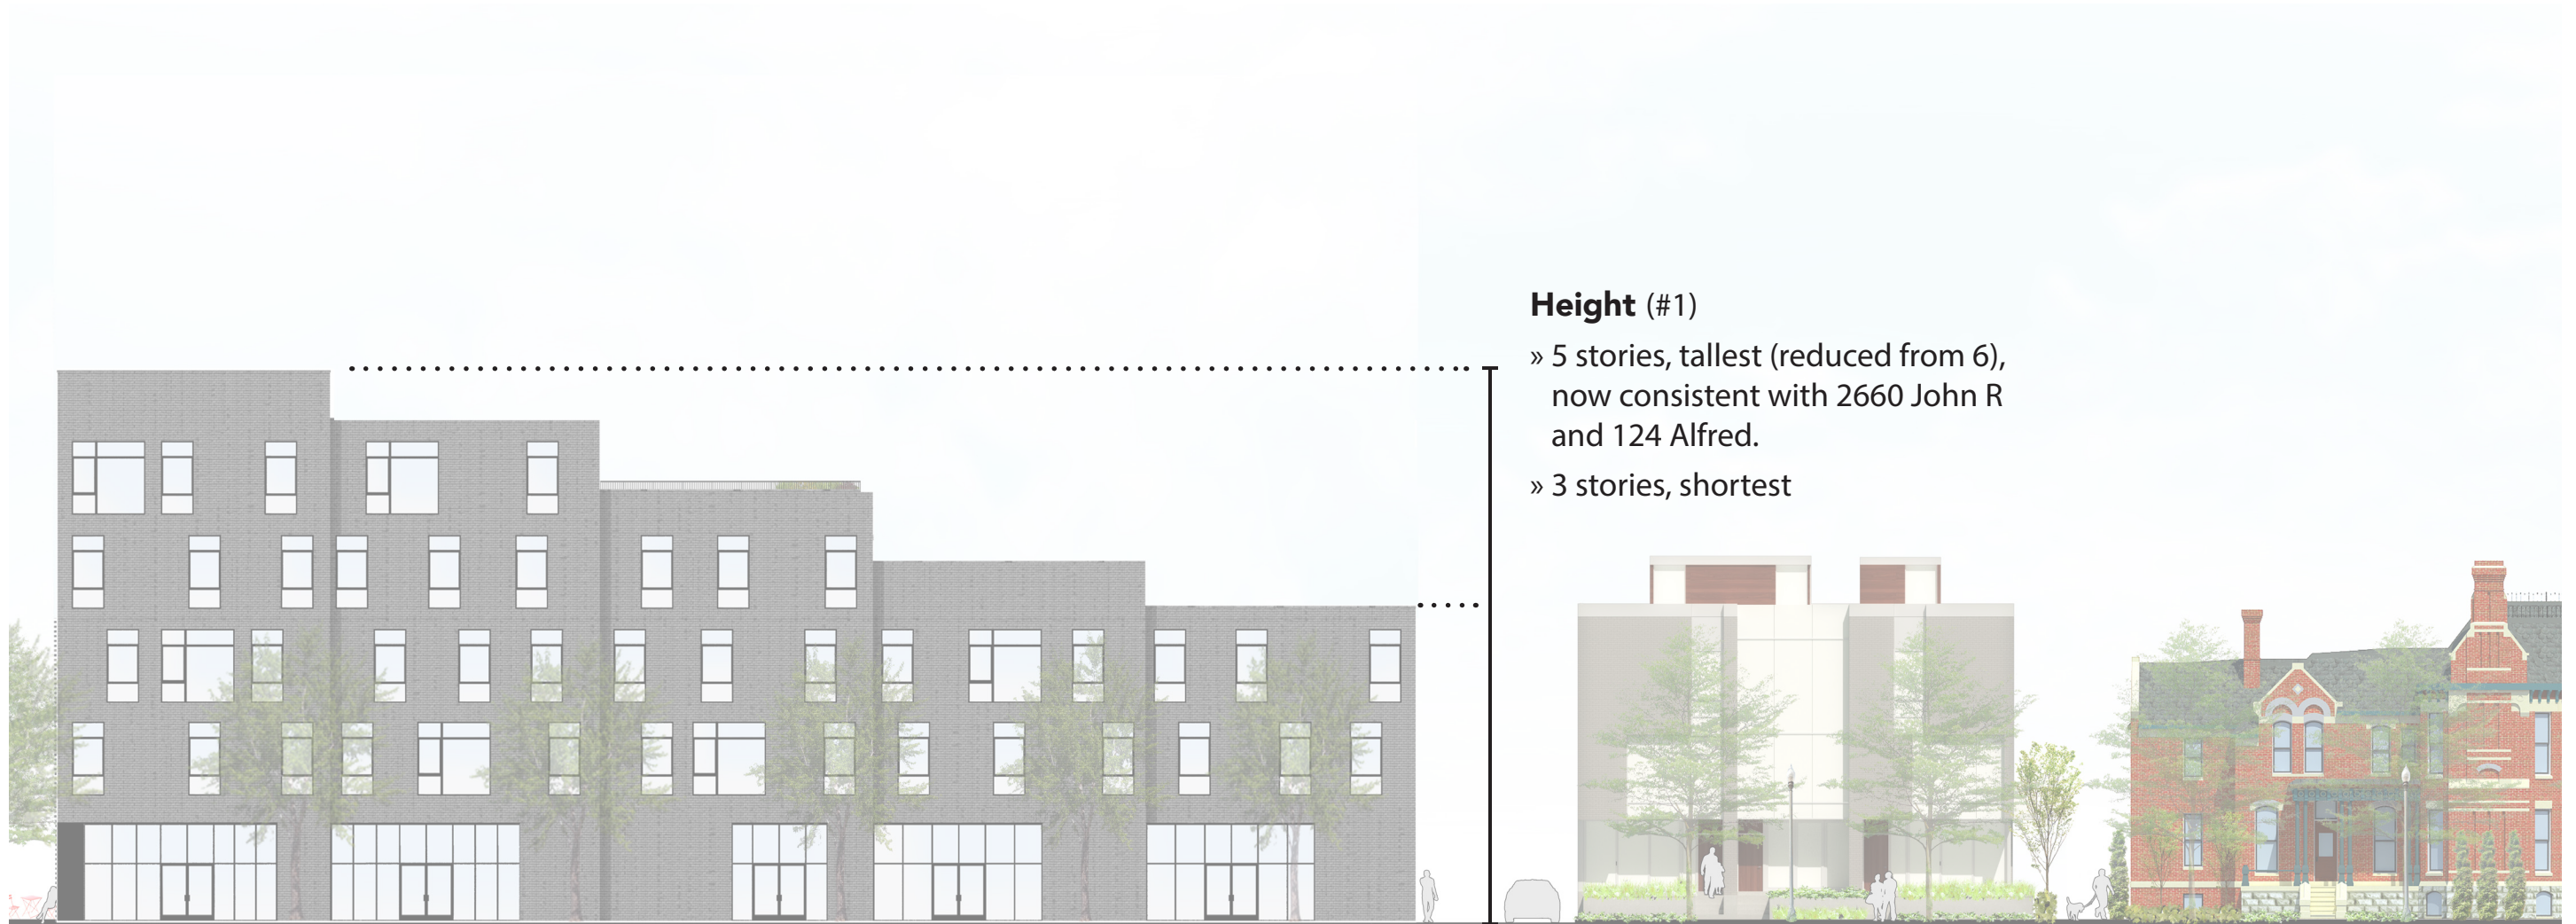 Height (#1)
» 5 stories, tallest (reduced from 6),
now consistent with 2660 John R
and 124 Alfred.
» 3 stories, shortest